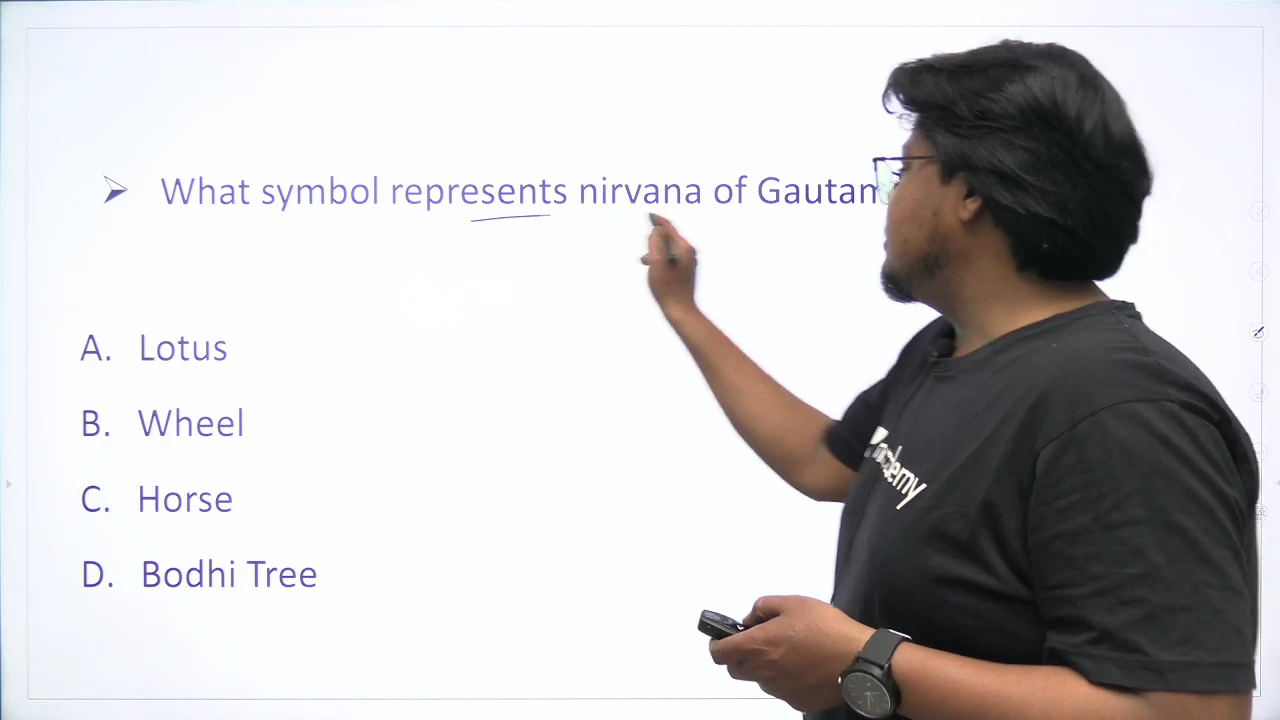 What symbol represents nirvana of Gautam
A. Lotus
B. Wheel
C. Horse
D. Bodhi Tree